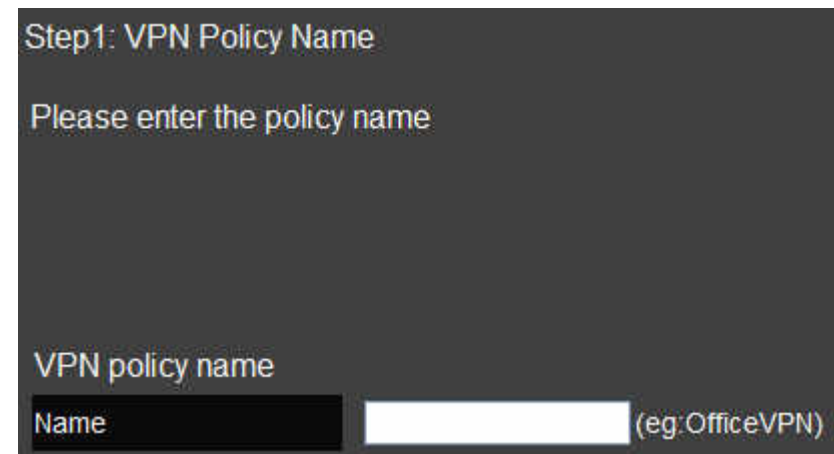 Step1: VPN Policy Name
Please enter the policy name
VPN policy name
Name (eg:OfficeVPN)